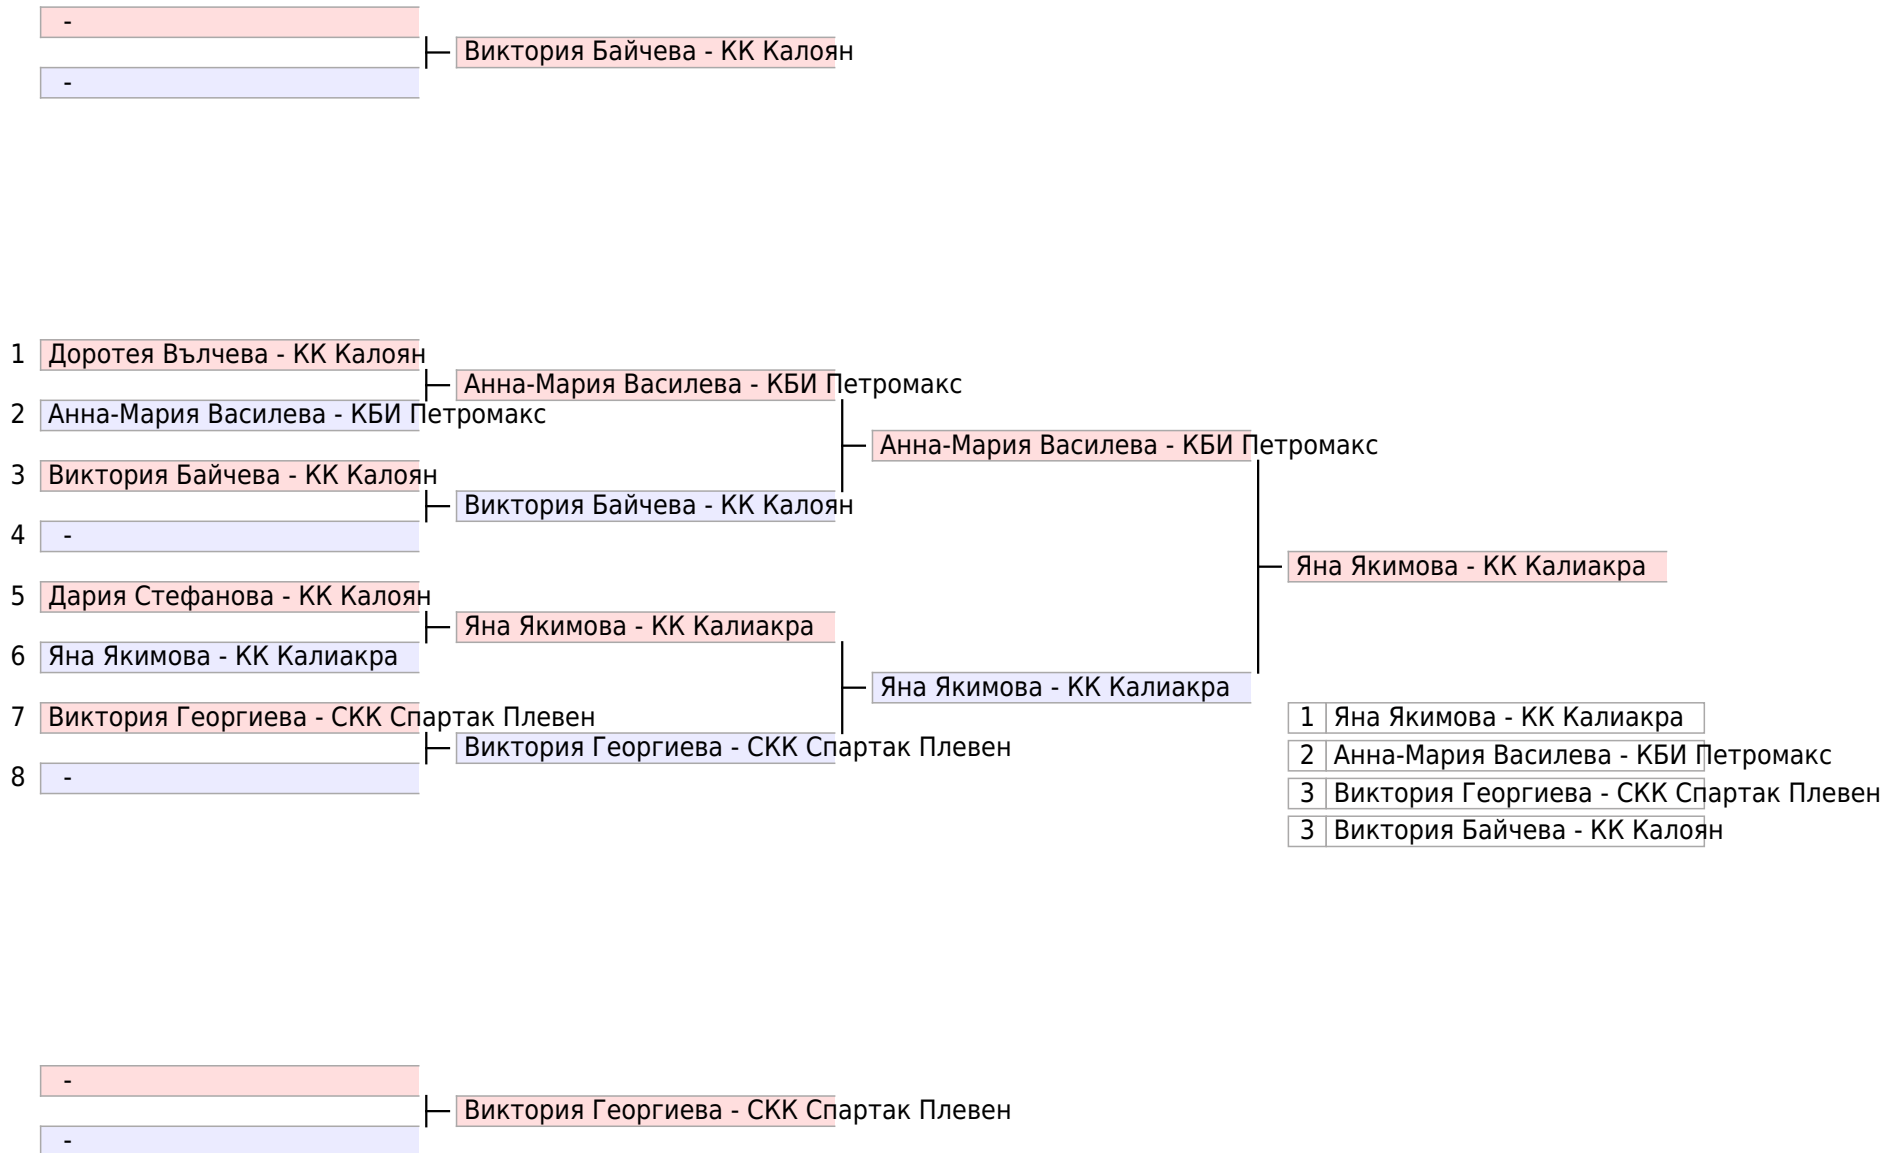 -
Виктория Байчева - КК Калоян
-
1 Доротея Вълчева - КК Калоян
Анна-Мария Василева - КБИ Петромакс
2 Анна-Мария Василева - КБИ Петромакс
Анна-Мария Василева - КБИ Петромакс
3 Виктория Байчева - КК Калоян
Виктория Байчева - КК Калоян
4 -
Яна Якимова - КК Калиакра
5 Дария Стефанова - КК Калоян
Яна Якимова - КК Калиакра
6 Яна Якимова - КК Калиакра
Яна Якимова - КК Калиакра
7 Виктория Георгиева - СКК Спартак Плевен
Виктория Георгиева - СКК Спартак Плевен
8 -
1 Яна Якимова - КК Калиакра
2 Анна-Мария Василева - КБИ Петромакс
3 Виктория Георгиева - СКК Спартак Плевен
3 Виктория Байчева - КК Калоян
-
Виктория Георгиева - СКК Спартак Плевен
-